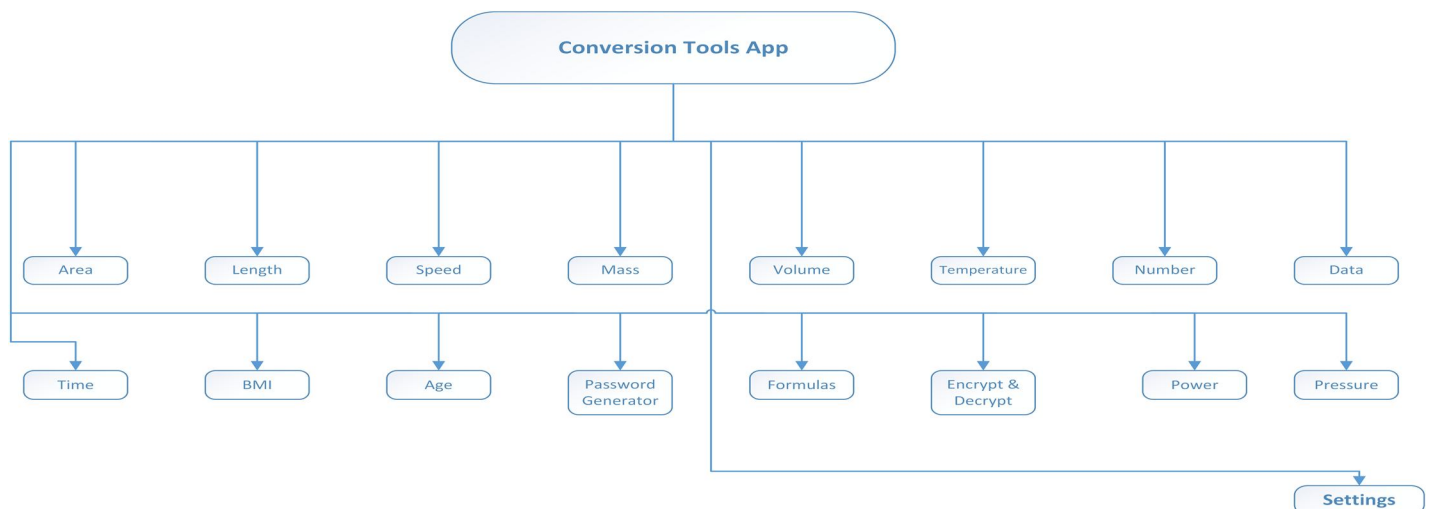 Conversion Tools App
Area
Length
Speed
Mass
Volume
Temperature
Number
Data
Time
BMI
Age
Password
Generator
Formulas
Encrypt &
Decrypt
Power
Pressure
Settings